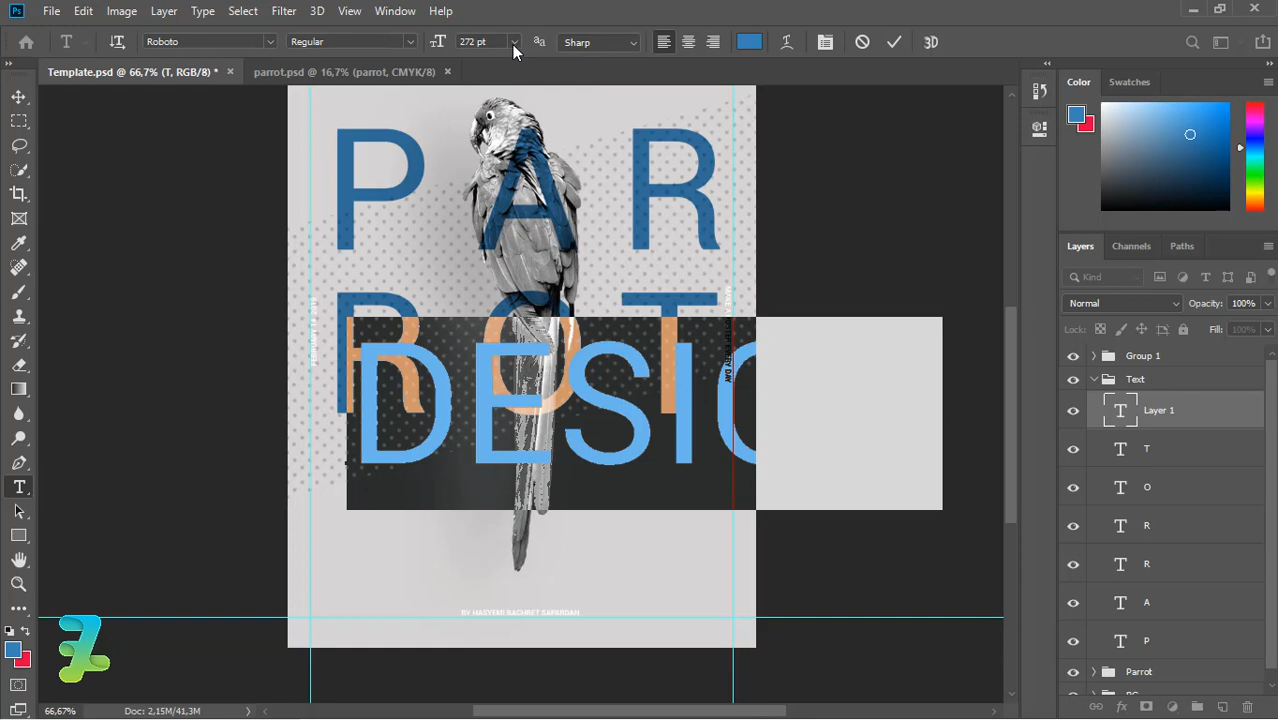 Ps File Edit Image Layer Type Select Filter 3D View Window Help
T Roboto Regular 272 pt Sharp 3D
Template.psd @ 66,7% (T, RGB/8) * × parrot.psd @ 16,7% (parrot, CMYK/8) ×
Color Swatches
P A R
R O T
DESIG
BY HASYEMI BACHRET SAPARDAN
Layers Channels Paths
Kind
Normal Opacity: 100%
Lock: Fill: 100%
Group 1
Text
T Layer 1
T T
T O
T R
T R
T A
T P
Parrot
66,67% Doc: 2,15M/41,3M